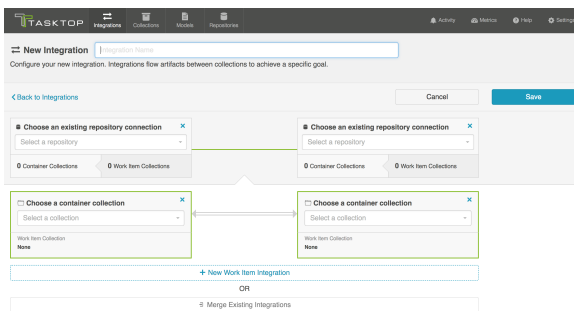 TASKTOP
Integrations
Collections
Models
Repositories
Activity
Metrics
Help
Settings
New Integration
Integration Name
Configure your new integration. Integrations flow artifacts between collections to achieve a specific goal.
Back to Integrations
Cancel
Save
Choose an existing repository connection
Select a repository
0 Container Collections
0 Work Item Collections
Choose an existing repository connection
Select a repository
0 Container Collections
0 Work Item Collections
Choose a container collection
Select a collection
Work Item Collection
None
Choose a container collection
Select a collection
Work Item Collection
None
+ New Work Item Integration
OR
Merge Existing Integrations